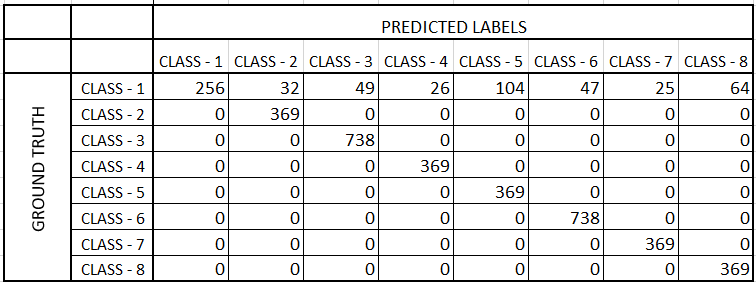 PREDICTED LABELS
CLASS - 1 CLASS - 2 CLASS - 3 CLASS - 4 CLASS - 5 CLASS - 6 CLASS - 7 CLASS - 8
GROUND TRUTH
CLASS - 1 256 32 49 26 104 47 25 64
CLASS - 2 0 369 0 0 0 0 0 0
CLASS - 3 0 0 738 0 0 0 0 0
CLASS - 4 0 0 0 369 0 0 0 0
CLASS - 5 0 0 0 0 369 0 0 0
CLASS - 6 0 0 0 0 0 738 0 0
CLASS - 7 0 0 0 0 0 0 369 0
CLASS - 8 0 0 0 0 0 0 0 369